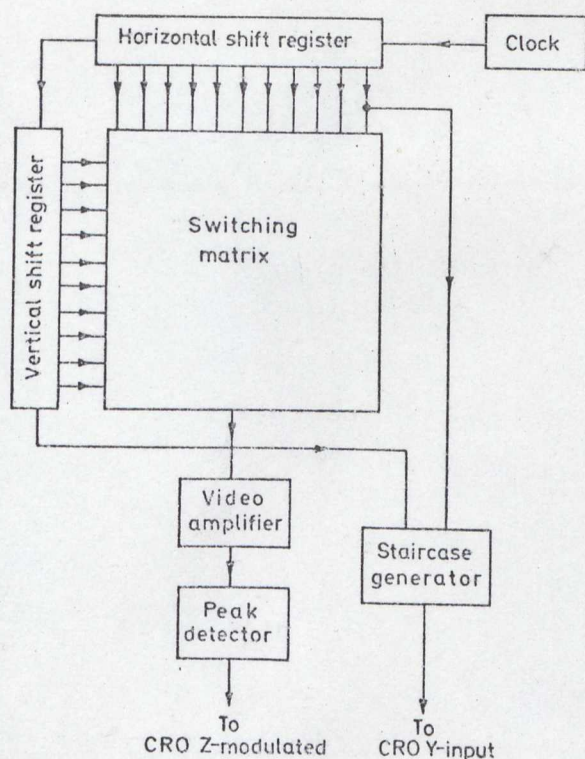 Horizontal shift register
Clock
Vertical shift register
Switching
matrix
Video
amplifier
Staircase
generator
Peak
detector
To
CRO Z-modulated
To
CRO Y-input